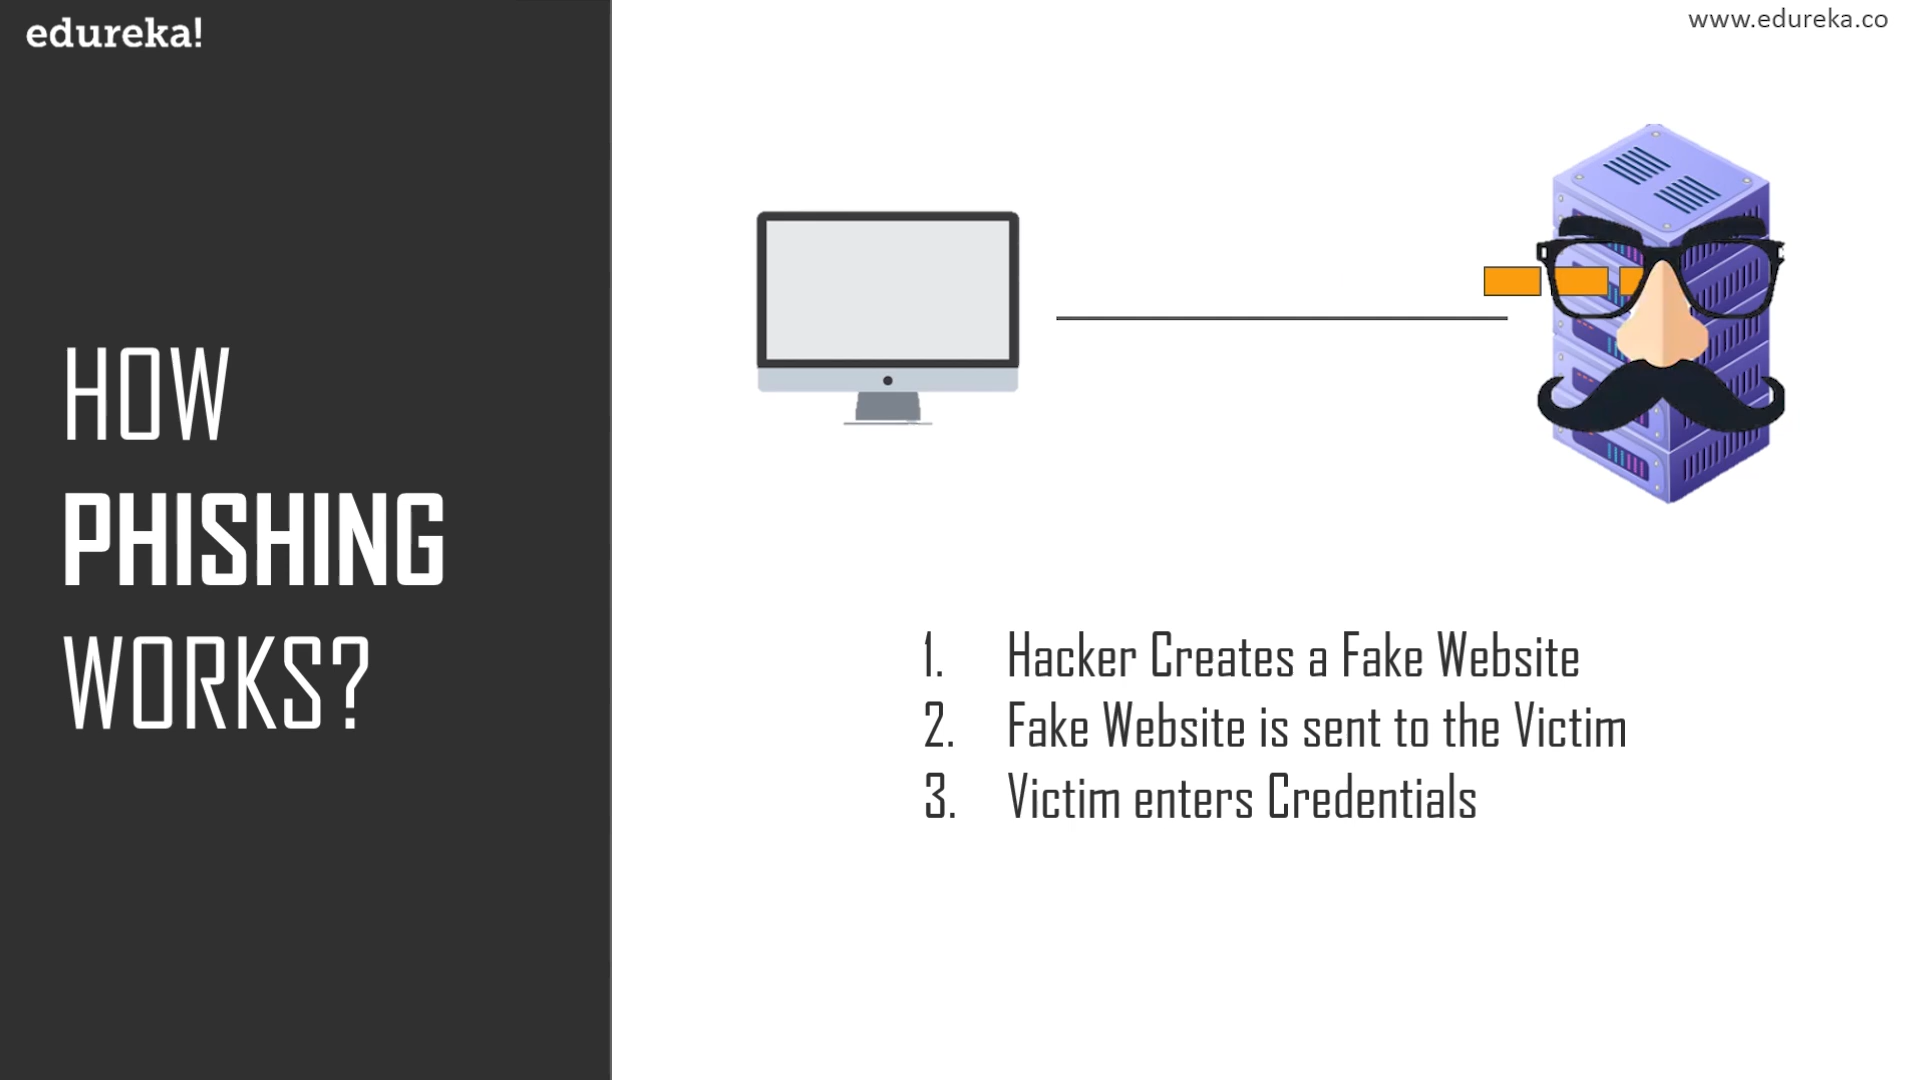 edureka!
www.edureka.co
HOW
PHISHING
WORKS?
1. Hacker Creates a Fake Website
2. Fake Website is sent to the Victim
3. Victim enters Credentials